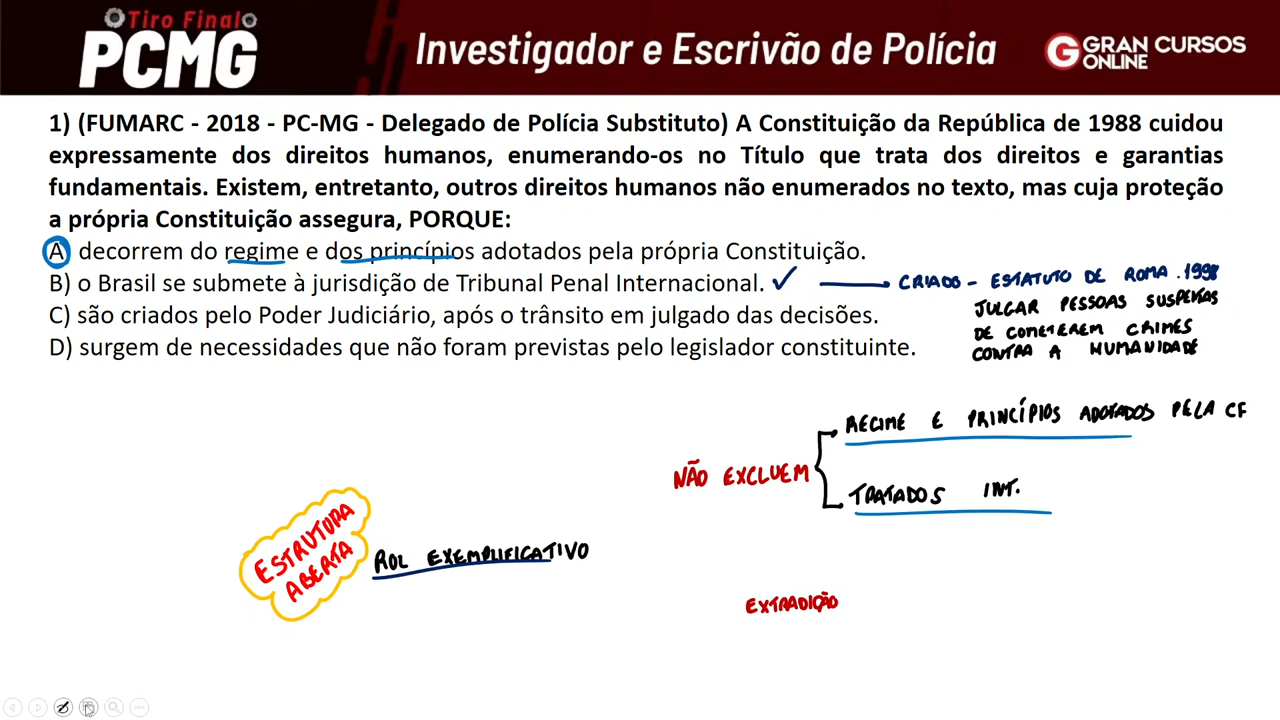 Tiro Final
PCMG
Investigador e Escrivão de Polícia
GRAN CURSOS
ONLINE
1) (FUMARC - 2018 - PC-MG - Delegado de Polícia Substituto) A Constituição da República de 1988 cuidou
expressamente dos direitos humanos, enumerando-os no Título que trata dos direitos e garantias
fundamentais. Existem, entretanto, outros direitos humanos não enumerados no texto, mas cuja proteção
a própria Constituição assegura, PORQUE:
A) decorrem do regime e dos princípios adotados pela própria Constituição.
B) o Brasil se submete à jurisdição de Tribunal Penal Internacional.
C) são criados pelo Poder Judiciário, após o trânsito em julgado das decisões.
D) surgem de necessidades que não foram previstas pelo legislador constituinte.
CRIADO - ESTATUTO DE ROMA. 1998
JULGAR PESSOAS SUSPEITAS
DE COMETEREM CRIMES
CONTRA A HUMANIDADE
NÃO EXCLUEM
REGIME E PRINCÍPIOS ADOTADOS PELA CF
TRATADOS INT.
ESTRUTURA
ABERTA
ROL EXEMPLIFICATIVO
EXTRADIÇÃO